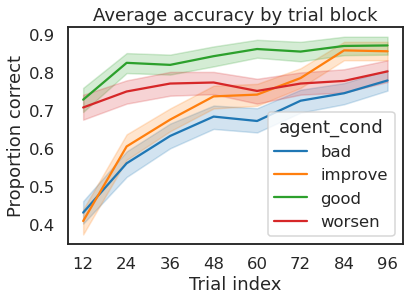 Average accuracy by trial block
Proportion correct
0.9
0.8
0.7
0.6
0.5
0.4
agent_cond
bad
improve
good
worsen
12 24 36 48 60 72 84 96
Trial index